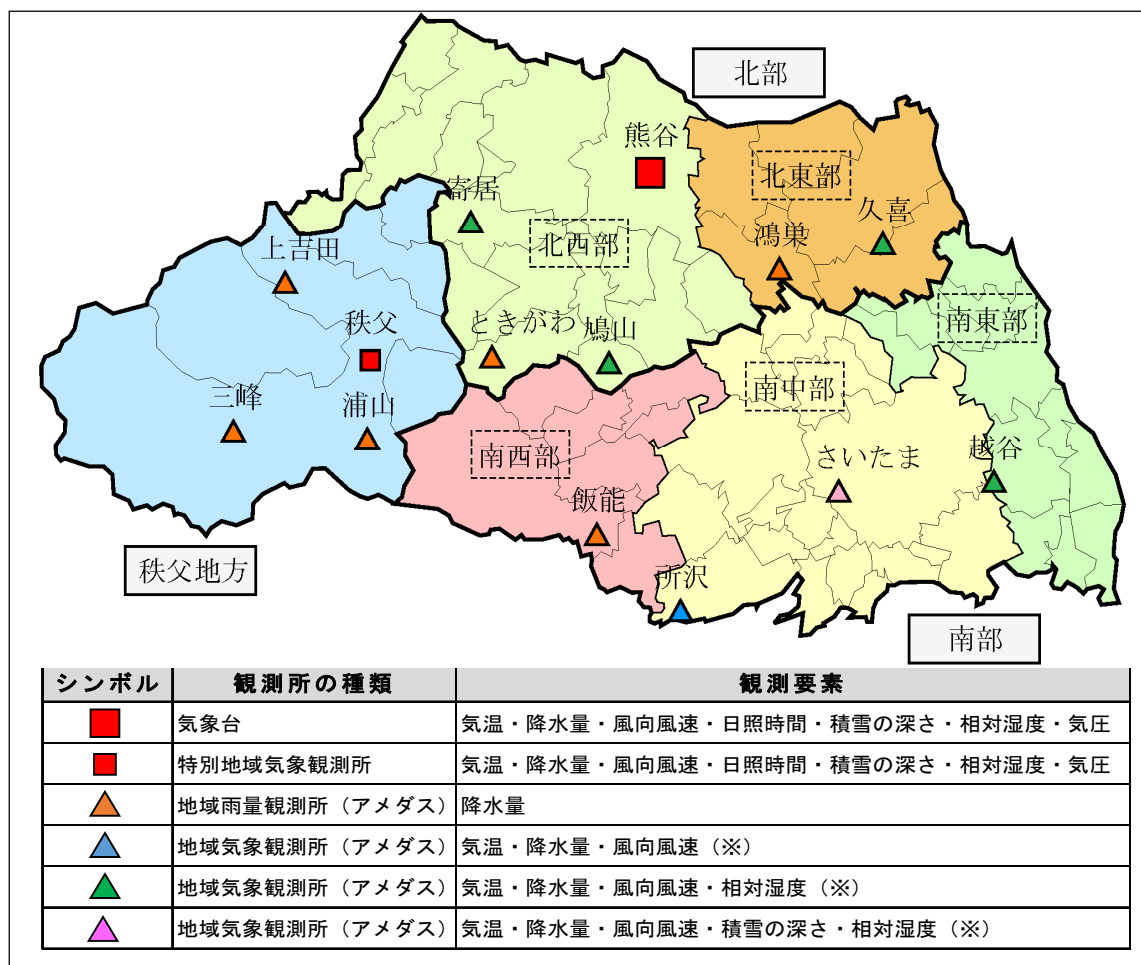 北部
熊谷
北東部
寄居
久喜
鴻巣
北西部
上吉田
南東部
秩父
ときがわ
鳩山
南中部
三峰
浦山
南西部
さいたま
越谷
飯能
秩父地方
所沢
南部
シンボル 観測所の種類 観測要素
気象台 気温・降水量・風向風速・日照時間・積雪の深さ・相対湿度・気圧
特別地域気象観測所 気温・降水量・風向風速・日照時間・積雪の深さ・相対湿度・気圧
地域雨量観測所（アメダス） 降水量
地域気象観測所（アメダス） 気温・降水量・風向風速（※）
地域気象観測所（アメダス） 気温・降水量・風向風速・相対湿度（※）
地域気象観測所（アメダス） 気温・降水量・風向風速・積雪の深さ・相対湿度（※）